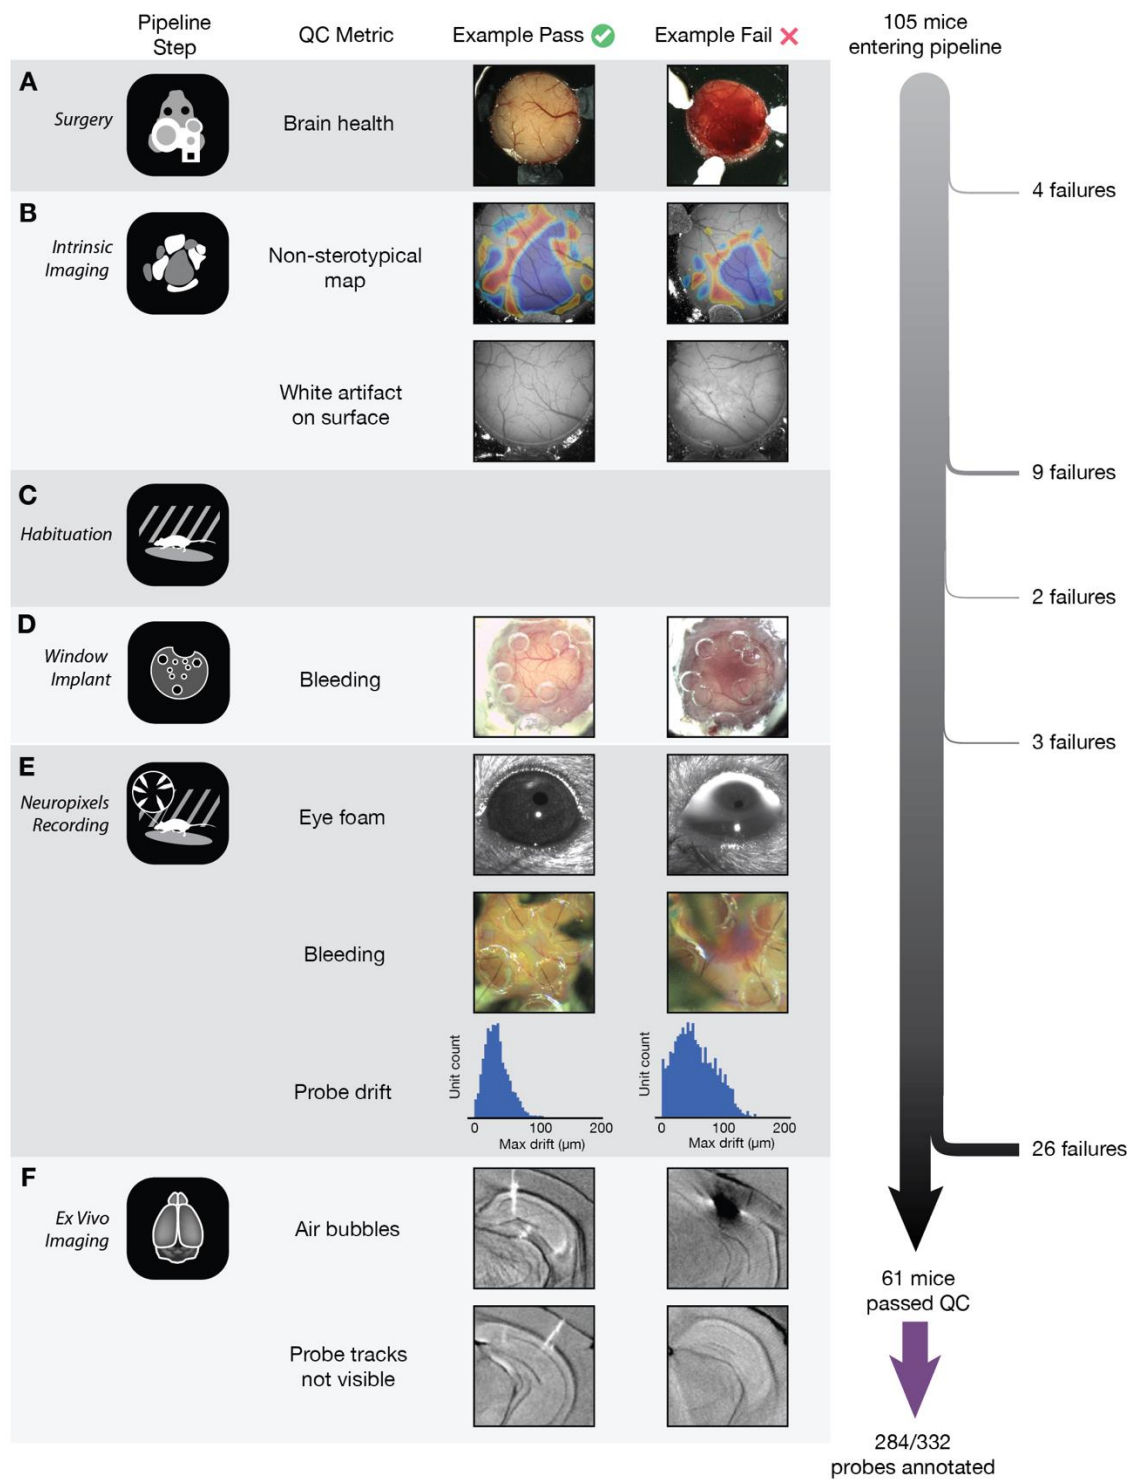 Pipeline
Step
QC Metric
Example Pass
Example Fail
105 mice
entering pipeline
A
Surgery
Brain health
4 failures
B
Intrinsic
Imaging
Non-sterotypical
map
White artifact
on surface
9 failures
C
Habituation
2 failures
D
Window
Implant
Bleeding
3 failures
E
Neuropixels
Recording
Eye foam
Bleeding
Probe drift
Unit count
0 100 200
Max drift (µm)
Unit count
0 100 200
Max drift (µm)
26 failures
F
Ex Vivo
Imaging
Air bubbles
Probe tracks
not visible
61 mice
passed QC
284/332
probes annotated